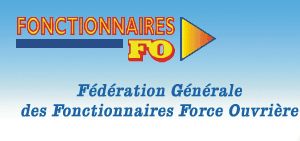 FONCTIONNAIRES
FO
Fédération Générale
des Fonctionnaires Force Ouvrière